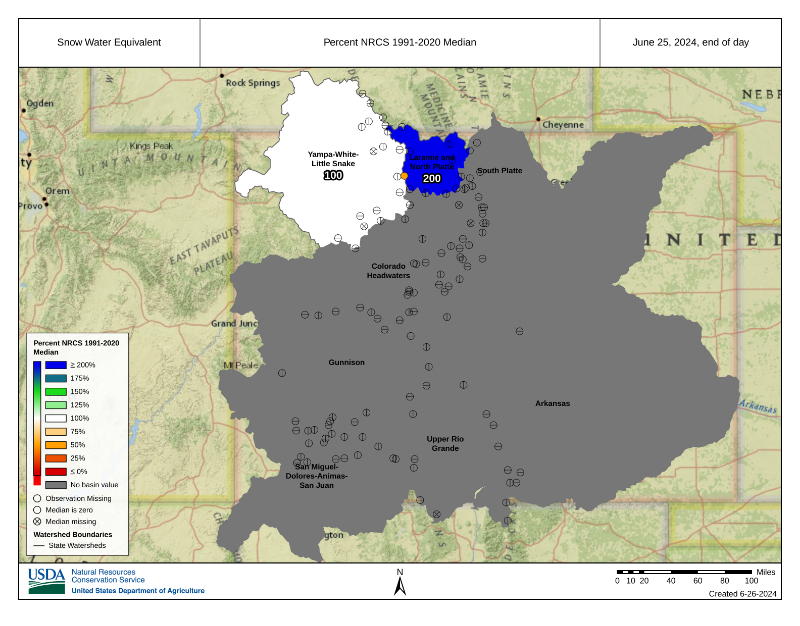 Snow Water Equivalent
Percent NRCS 1991-2020 Median
June 25, 2024, end of day
Rock Springs
Ogden
NEB
Cheyenne
Kings Peak
UINTA MOUNTAINS
ty
Orem
Provo
Yampa-White-
Little Snake
100
North Platte
200
South Platte
EAST TAVAPUTS
PLATEAU
UNITED
Colorado
Headwaters
Grand Junc
Gunnison
Arkansas
Arkansas
Upper Rio
Grande
San Miguel-
Dolores-Animas-
San Juan
gton
Percent NRCS 1991-2020
Median
≥ 200%
175%
150%
125%
100%
75%
50%
25%
≤ 0%
No basin value
Observation Missing
Median is zero
Median missing
Watershed Boundaries
State Watersheds
USDA
Natural Resources
Conservation Service
United States Department of Agriculture
N
Miles
0 10 20 40 60 80 100
Created 6-26-2024